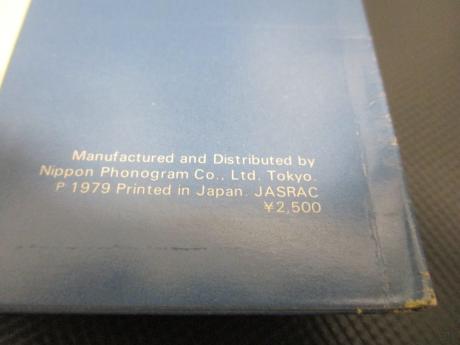 Manufactured and Distributed by
Nippon Phonogram Co., Ltd. Tokyo.
P 1979 Printed in Japan. JASRAC
¥2,500